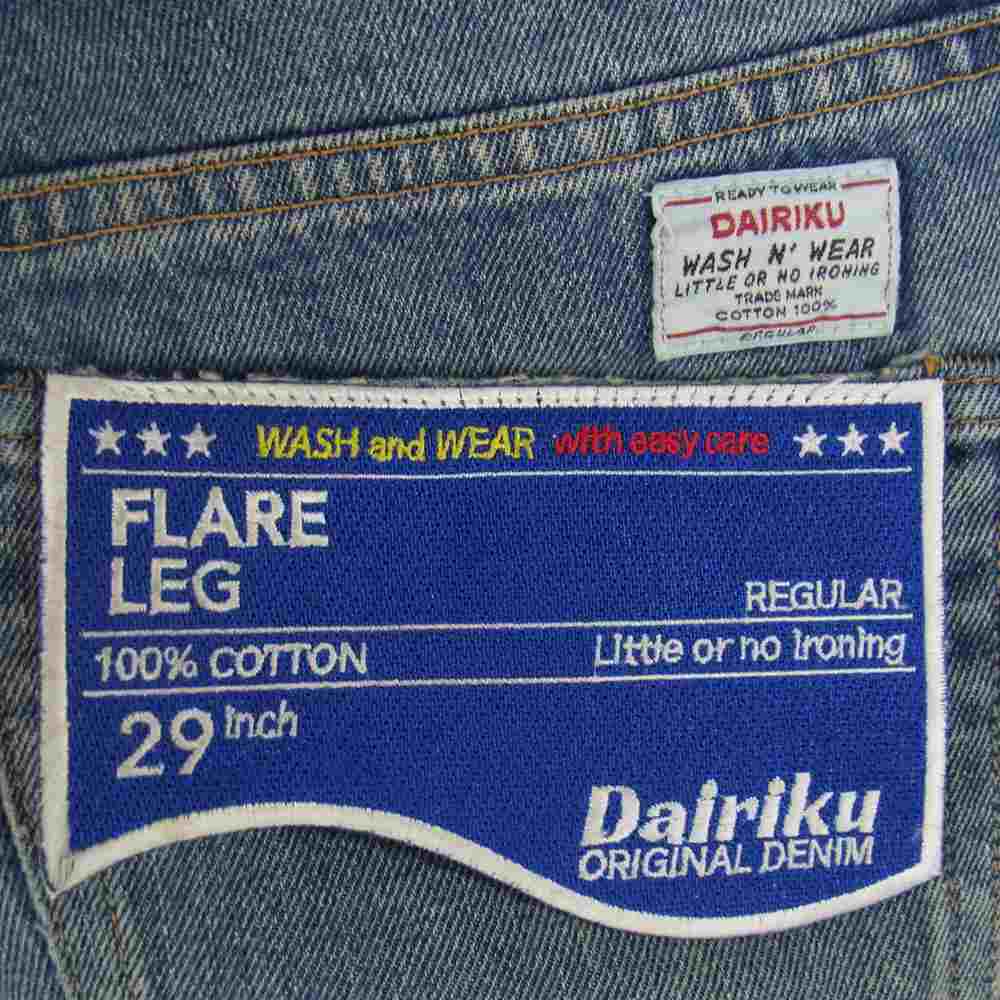 READY TO WEAR
DAIRIKU
WASH N' WEAR
LITTLE OR NO IRONING
TRADE MARK
COTTON 100%
REGULAR
WASH and WEAR with easy care
FLARE
LEG
REGULAR
100% COTTON Little or no ironing
29 inch
Dairiku
ORIGINAL DENIM